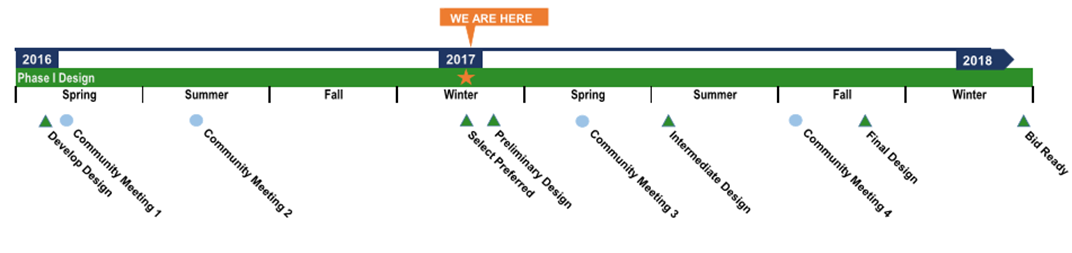 WE ARE HERE
2016
2017
2018
Phase I Design
Spring
Summer
Fall
Winter
Spring
Summer
Fall
Winter
Develop Design
Community Meeting 1
Community Meeting 2
Select Preferred
Preliminary Design
Community Meeting 3
Intermediate Design
Community Meeting 4
Final Design
Bid Ready